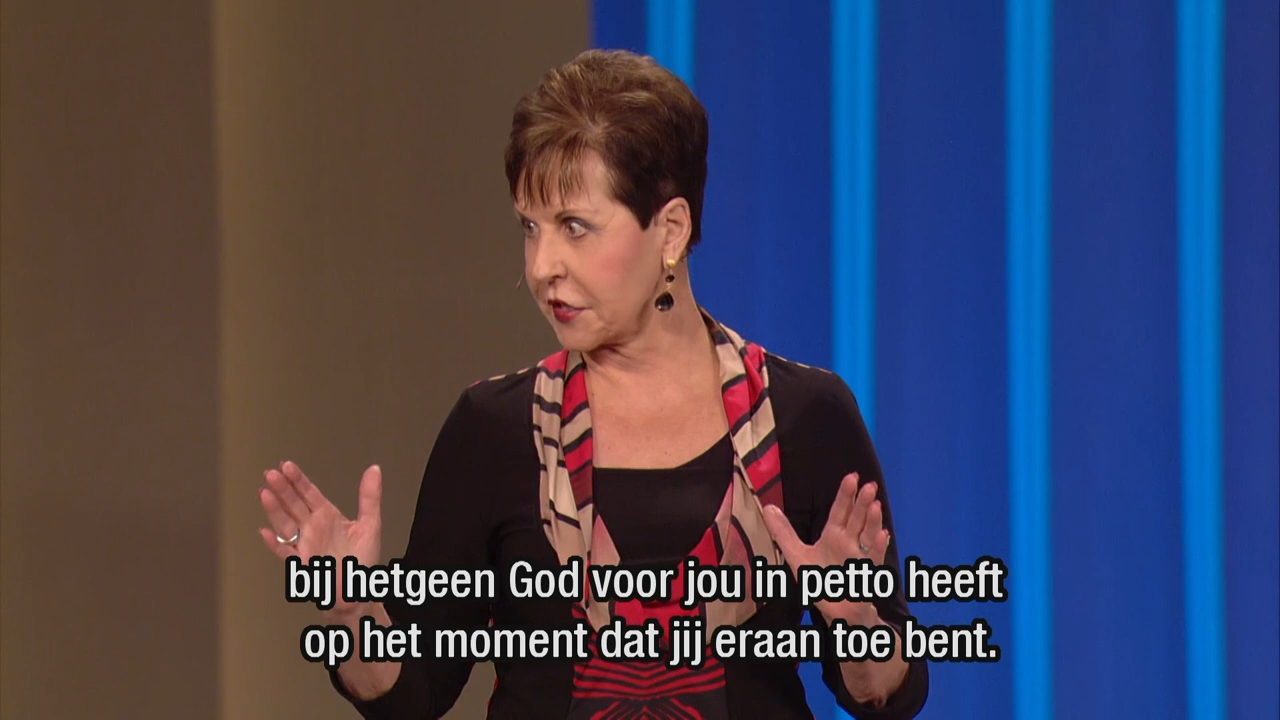 bij hetgeen God voor jou in petto heeft
op het moment dat jij eraan toe bent.